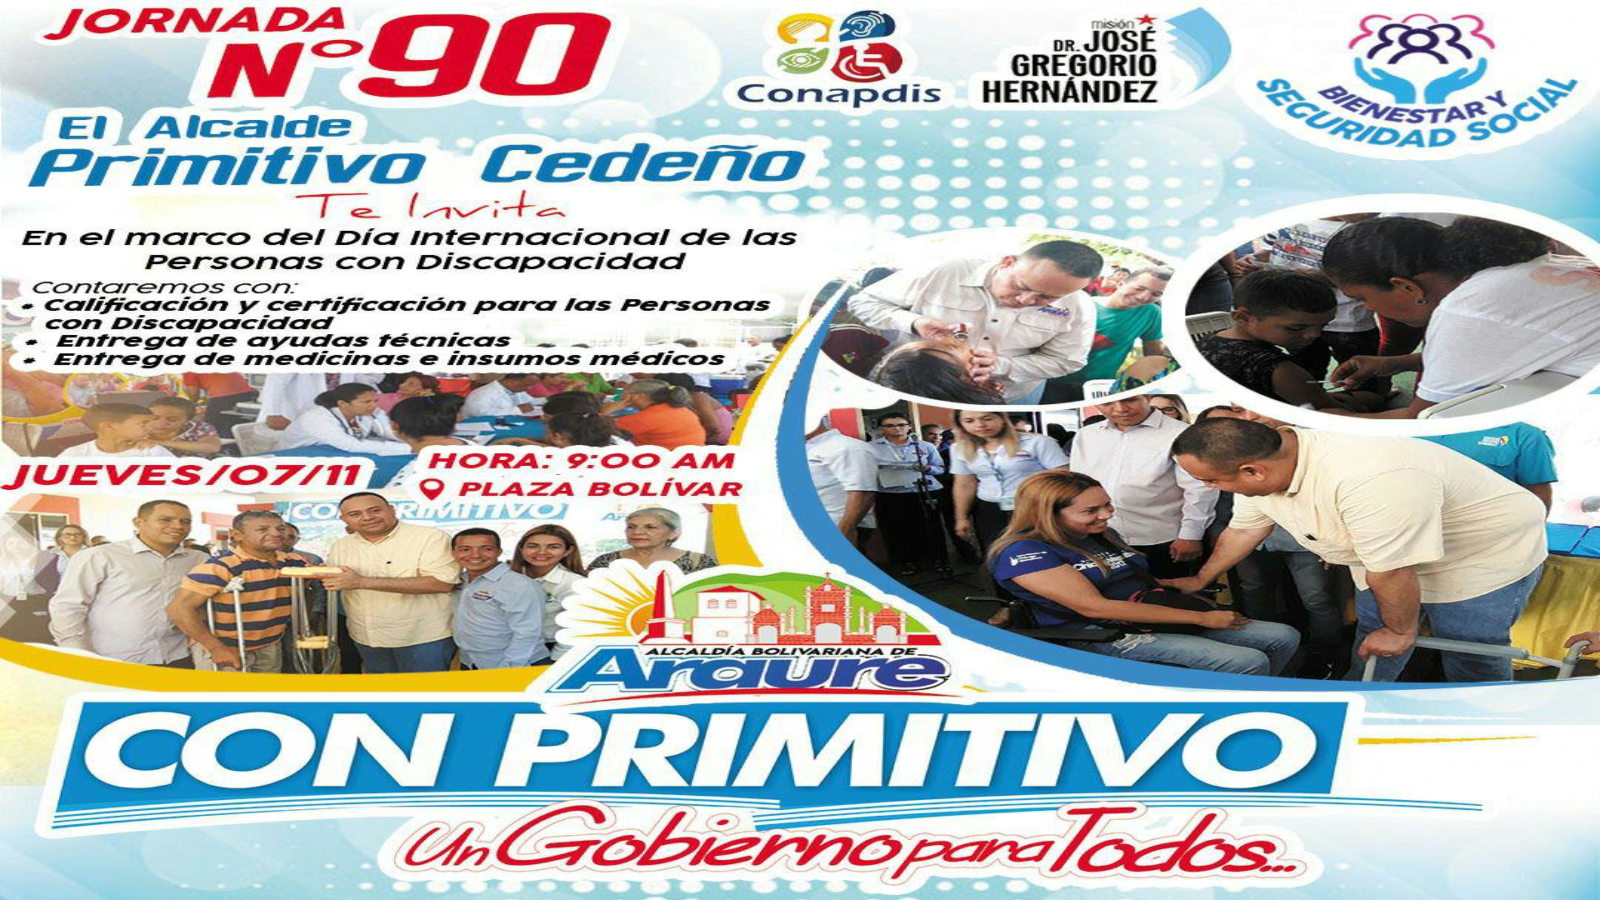 JORNADA
N° 90
Conapdis
misión
DR. JOSÉ
GREGORIO
HERNÁNDEZ
BIENESTAR Y
SEGURIDAD SOCIAL
El Alcalde
Primitivo Cedeño
Te Invita
En el marco del Día Internacional de las
Personas con Discapacidad
Contaremos con:
• Calificación y certificación para las Personas
con Discapacidad
• Entrega de ayudas técnicas
• Entrega de medicinas e insumos médicos
JUEVES/07/11
HORA: 9:00 AM
PLAZA BOLÍVAR
CON PRIMITIVO
ALCALDÍA BOLIVARIANA DE
Araure
CON PRIMITIVO
Un Gobierno para Todos...